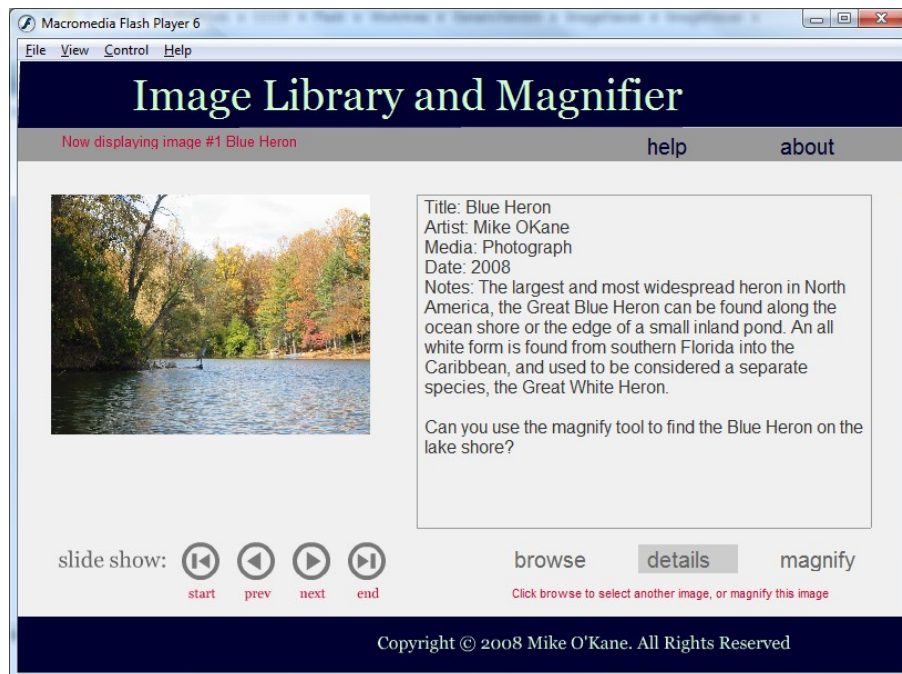 Macromedia Flash Player 6
File View Control Help
Image Library and Magnifier
Now displaying image #1 Blue Heron
help about
Title: Blue Heron
Artist: Mike OKane
Media: Photograph
Date: 2008
Notes: The largest and most widespread heron in North
America, the Great Blue Heron can be found along the
ocean shore or the edge of a small inland pond. An all
white form is found from southern Florida into the
Caribbean, and used to be considered a separate
species, the Great White Heron.
Can you use the magnify tool to find the Blue Heron on the
lake shore?
slide show:
start prev next end
browse details magnify
Click browse to select another image, or magnify this image
Copyright © 2008 Mike O'Kane. All Rights Reserved